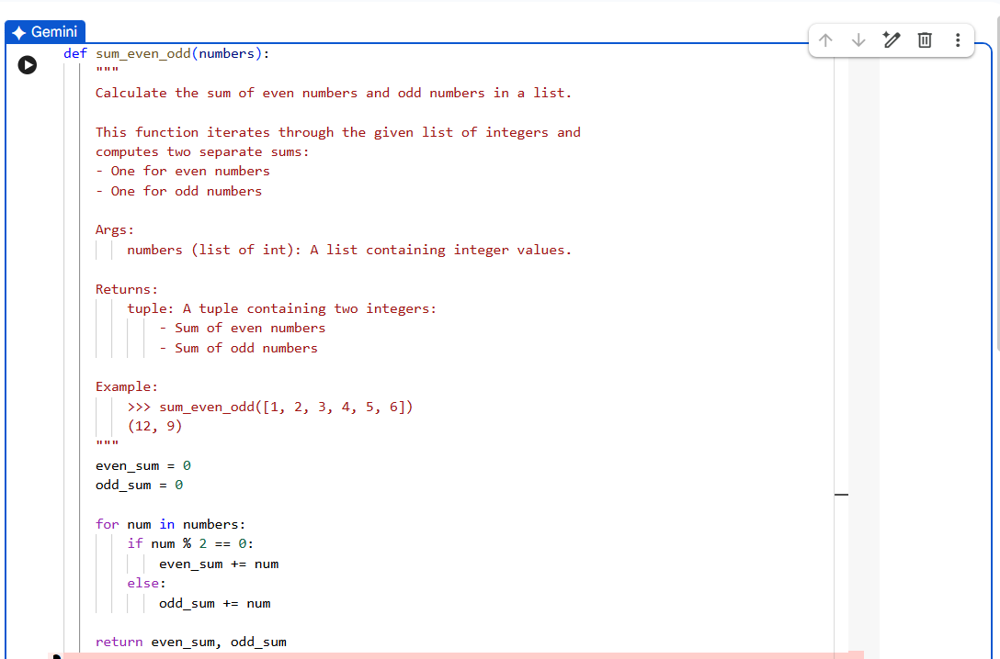 Gemini
def sum_even_odd(numbers):
"""
Calculate the sum of even numbers and odd numbers in a list.
This function iterates through the given list of integers and
computes two separate sums:
- One for even numbers
- One for odd numbers
Args:
numbers (list of int): A list containing integer values.
Returns:
tuple: A tuple containing two integers:
- Sum of even numbers
- Sum of odd numbers
Example:
>>> sum_even_odd([1, 2, 3, 4, 5, 6])
(12, 9)
"""
even_sum = 0
odd_sum = 0
for num in numbers:
if num % 2 == 0:
even_sum += num
else:
odd_sum += num
return even_sum, odd_sum